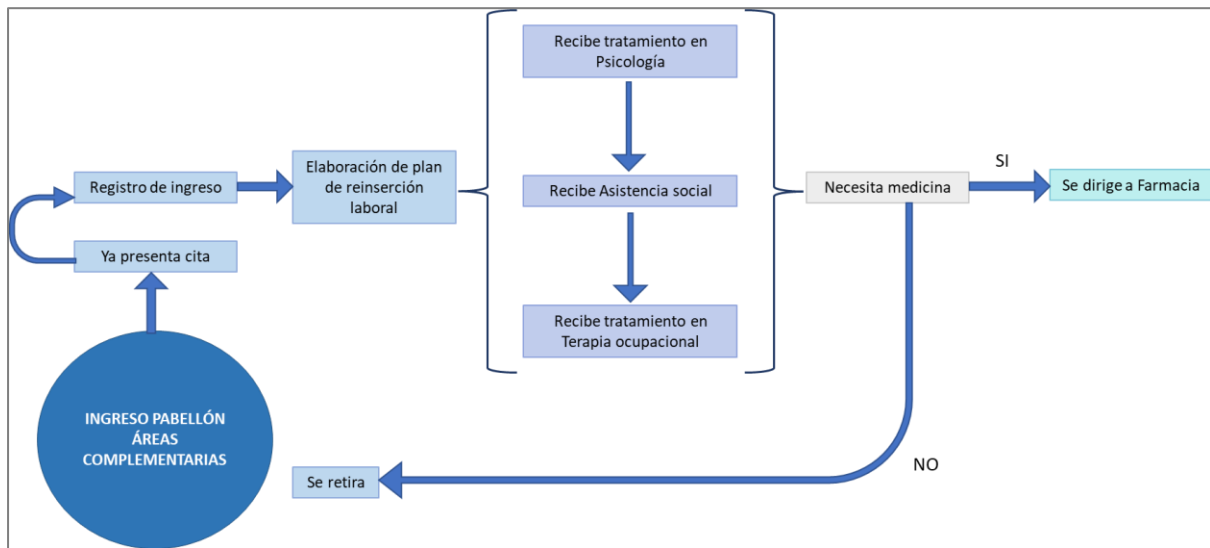 Recibe tratamiento en
Psicología
Elaboración de plan
de reinserción
laboral
Registro de ingreso
Recibe Asistencia social
Necesita medicina
SI
Se dirige a Farmacia
Ya presenta cita
Recibe tratamiento en
Terapia ocupacional
INGRESO PABELLÓN
ÁREAS
COMPLEMENTARIAS
NO
Se retira